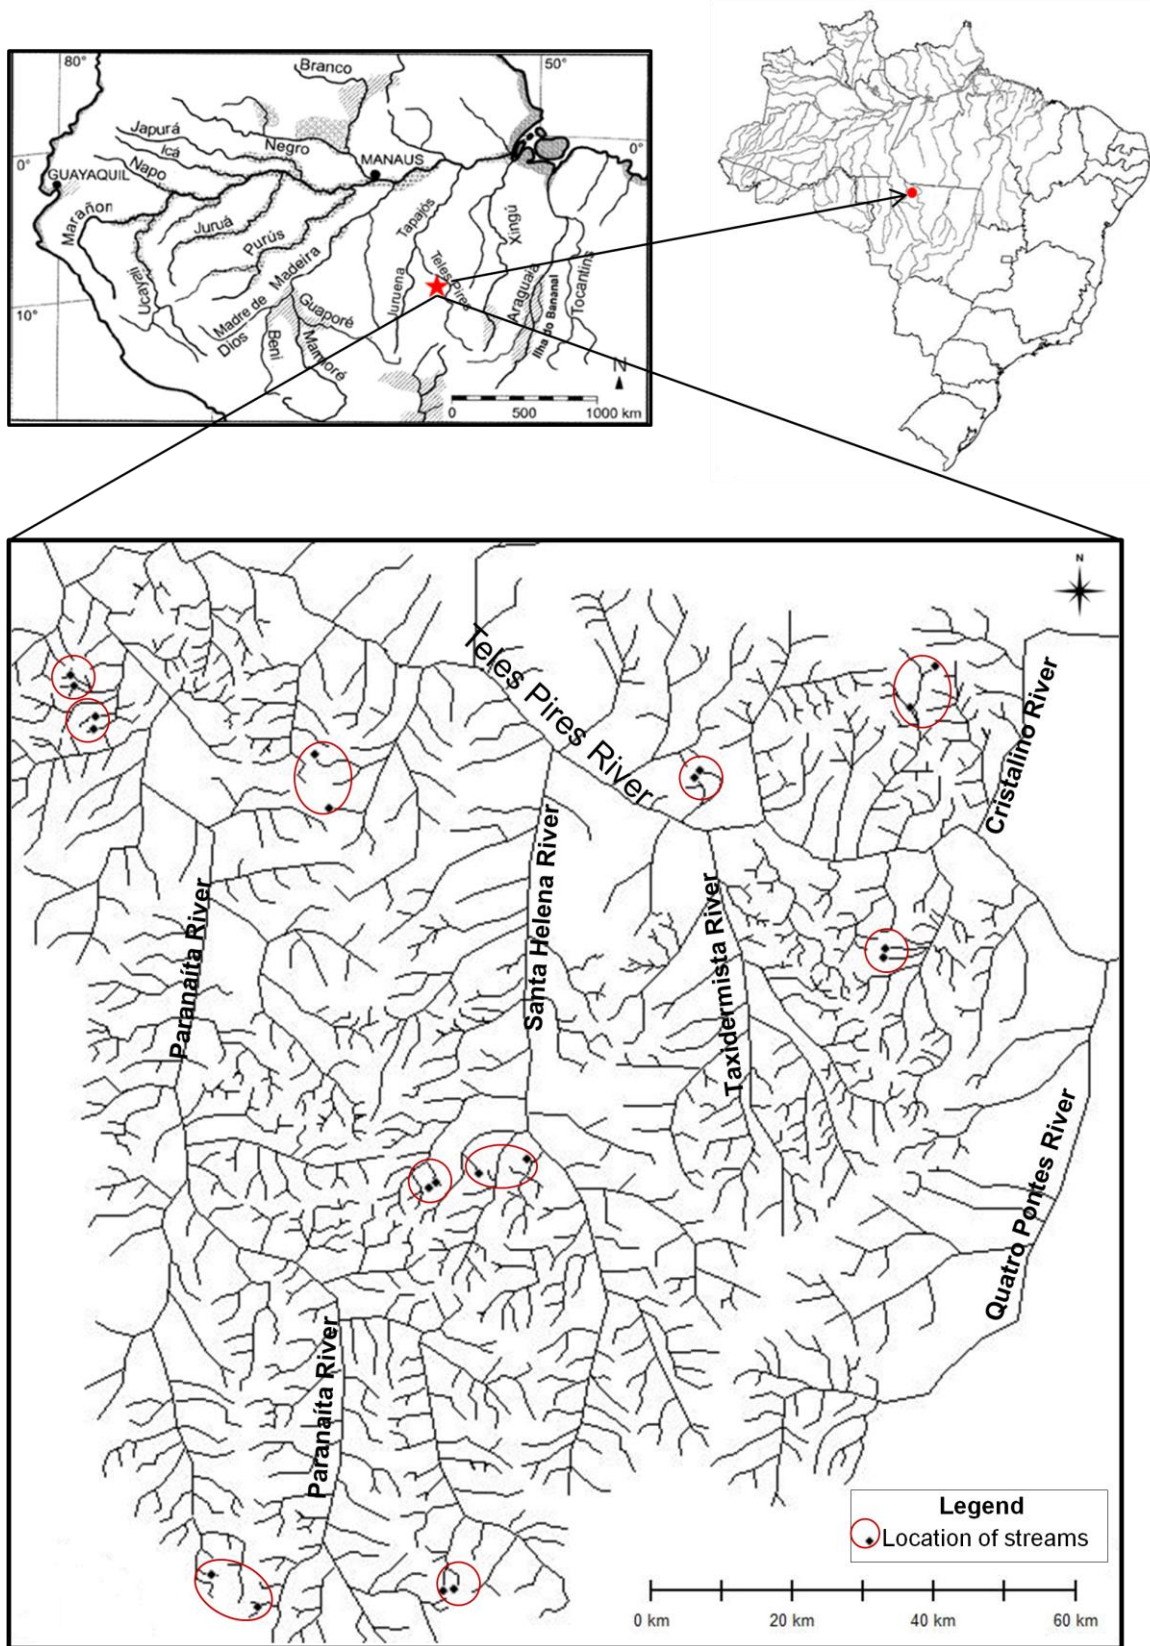 80°
50°
Branco
Japurá
Içá
Negro
0°
0°
Napo
MANAUS
GUAYAQUIL
Marañon
Juruá
Purús
Tapajós
Xingú
Ucayali
Madeira
Teles Pires
Juruena
Araguaia
Ilha do Bananal
Tocantins
10°
Madre de
Dios
Guaporé
Beni
Mamoré
N
0
500
1000 km
N
Teles Pires River
Cristalino River
Santa Helena River
Paranaíta River
Taxidermista River
Quatro Pontes River
Paranaíta River
Legend
Location of streams
0 km
20 km
40 km
60 km